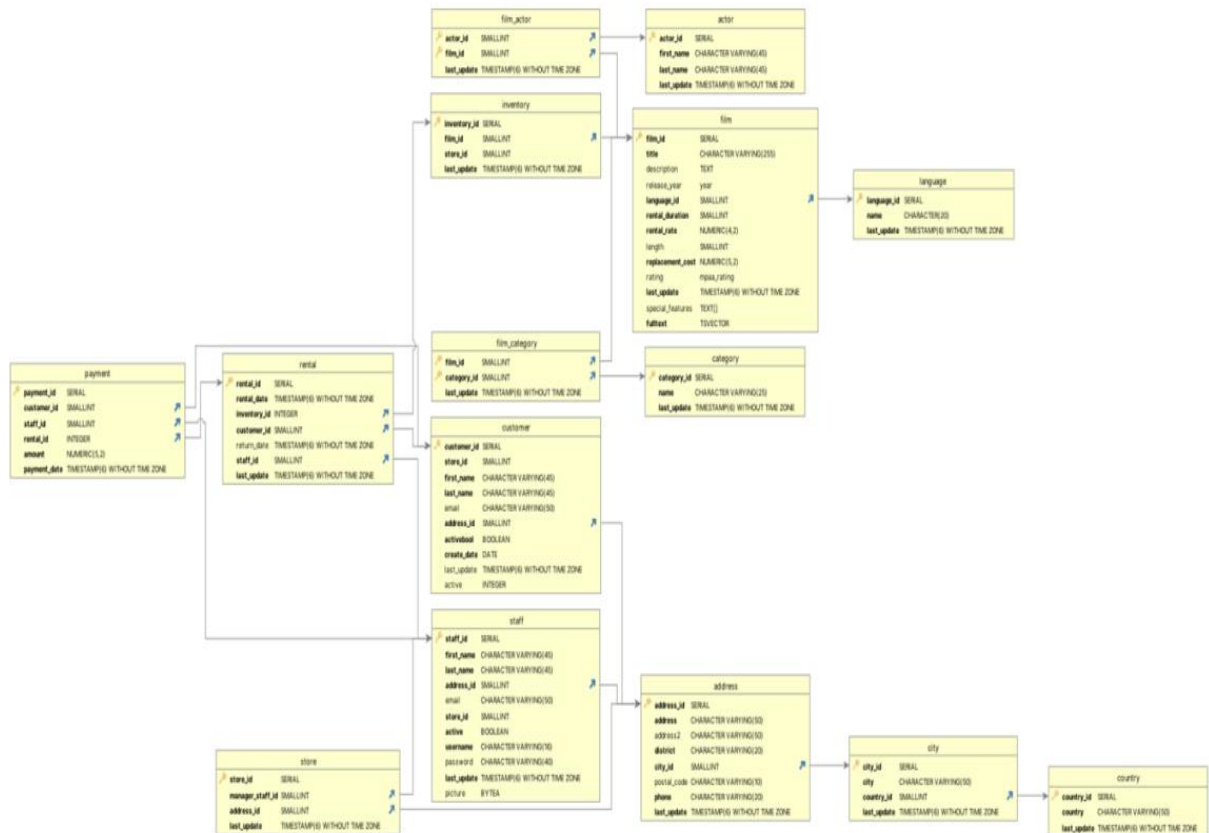 film_actor
actor_id SMALLINT
film_id SMALLINT
last_update TIMESTAMP(6) WITHOUT TIME ZONE
actor
actor_id SERIAL
first_name CHARACTER VARYING(45)
last_name CHARACTER VARYING(45)
last_update TIMESTAMP(6) WITHOUT TIME ZONE
inventory
inventory_id SERIAL
film_id SMALLINT
store_id SMALLINT
last_update TIMESTAMP(6) WITHOUT TIME ZONE
film
film_id SERIAL
title CHARACTER VARYING(255)
description TEXT
release_year year
language_id SMALLINT
rental_duration SMALLINT
rental_rate NUMERIC(4,2)
length SMALLINT
replacement_cost NUMERIC(5,2)
rating mpaa_rating
last_update TIMESTAMP(6) WITHOUT TIME ZONE
special_features TEXT[]
fulltext TSVECTOR
language
language_id SERIAL
name CHARACTER(20)
last_update TIMESTAMP(6) WITHOUT TIME ZONE
film_category
film_id SMALLINT
category_id SMALLINT
last_update TIMESTAMP(6) WITHOUT TIME ZONE
category
category_id SERIAL
name CHARACTER VARYING(25)
last_update TIMESTAMP(6) WITHOUT TIME ZONE
payment
payment_id SERIAL
customer_id SMALLINT
staff_id SMALLINT
rental_id INTEGER
amount NUMERIC(5,2)
payment_date TIMESTAMP(6) WITHOUT TIME ZONE
rental
rental_id SERIAL
rental_date TIMESTAMP(6) WITHOUT TIME ZONE
inventory_id INTEGER
customer_id SMALLINT
return_date TIMESTAMP(6) WITHOUT TIME ZONE
staff_id SMALLINT
last_update TIMESTAMP(6) WITHOUT TIME ZONE
customer
customer_id SERIAL
store_id SMALLINT
first_name CHARACTER VARYING(45)
last_name CHARACTER VARYING(45)
email CHARACTER VARYING(50)
address_id SMALLINT
activebool BOOLEAN
create_date DATE
last_update TIMESTAMP(6) WITHOUT TIME ZONE
active INTEGER
staff
staff_id SERIAL
first_name CHARACTER VARYING(45)
last_name CHARACTER VARYING(45)
address_id SMALLINT
email CHARACTER VARYING(50)
store_id SMALLINT
active BOOLEAN
username CHARACTER VARYING(16)
password CHARACTER VARYING(40)
last_update TIMESTAMP(6) WITHOUT TIME ZONE
picture BYTEA
store
store_id SERIAL
manager_staff_id SMALLINT
address_id SMALLINT
last_update TIMESTAMP(6) WITHOUT TIME ZONE
address
address_id SERIAL
address CHARACTER VARYING(50)
address2 CHARACTER VARYING(50)
district CHARACTER VARYING(20)
city_id SMALLINT
postal_code CHARACTER VARYING(10)
phone CHARACTER VARYING(20)
last_update TIMESTAMP(6) WITHOUT TIME ZONE
city
city_id SERIAL
city CHARACTER VARYING(50)
country_id SMALLINT
last_update TIMESTAMP(6) WITHOUT TIME ZONE
country
country_id SERIAL
country CHARACTER VARYING(50)
last_update TIMESTAMP(6) WITHOUT TIME ZONE